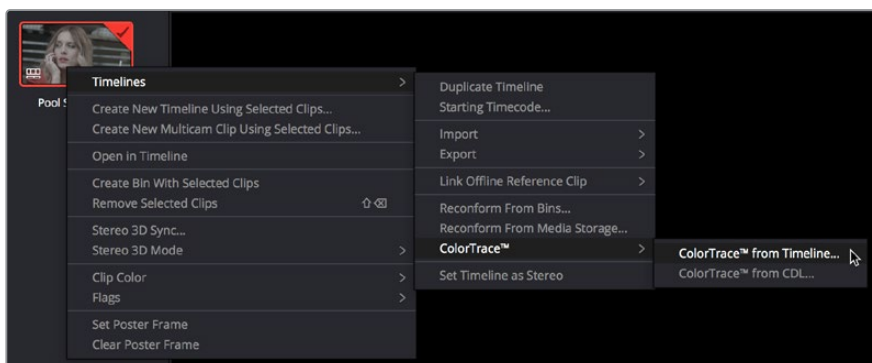 Pool S
Timelines >
Create New Timeline Using Selected Clips...
Create New Multicam Clip Using Selected Clips...
Open in Timeline
Create Bin With Selected Clips
Remove Selected Clips ⇧⌫
Stereo 3D Sync...
Stereo 3D Mode >
Clip Color >
Flags >
Set Poster Frame
Clear Poster Frame
Duplicate Timeline
Starting Timecode...
Import >
Export >
Link Offline Reference Clip >
Reconform From Bins...
Reconform From Media Storage...
ColorTrace™ >
Set Timeline as Stereo
ColorTrace™ from Timeline...
ColorTrace™ from CDL...